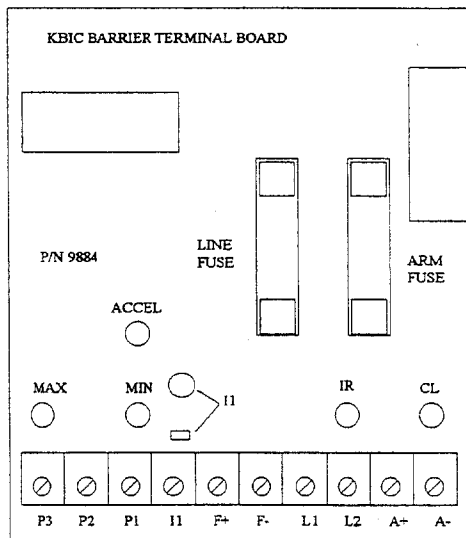 KBIC BARRIER TERMINAL BOARD
LINE
FUSE
P/N 9884
ARM
FUSE
ACCEL
MAX
MIN
I1
IR
CL
P3 P2 P1 I1 F+ F- L1 L2 A+ A-